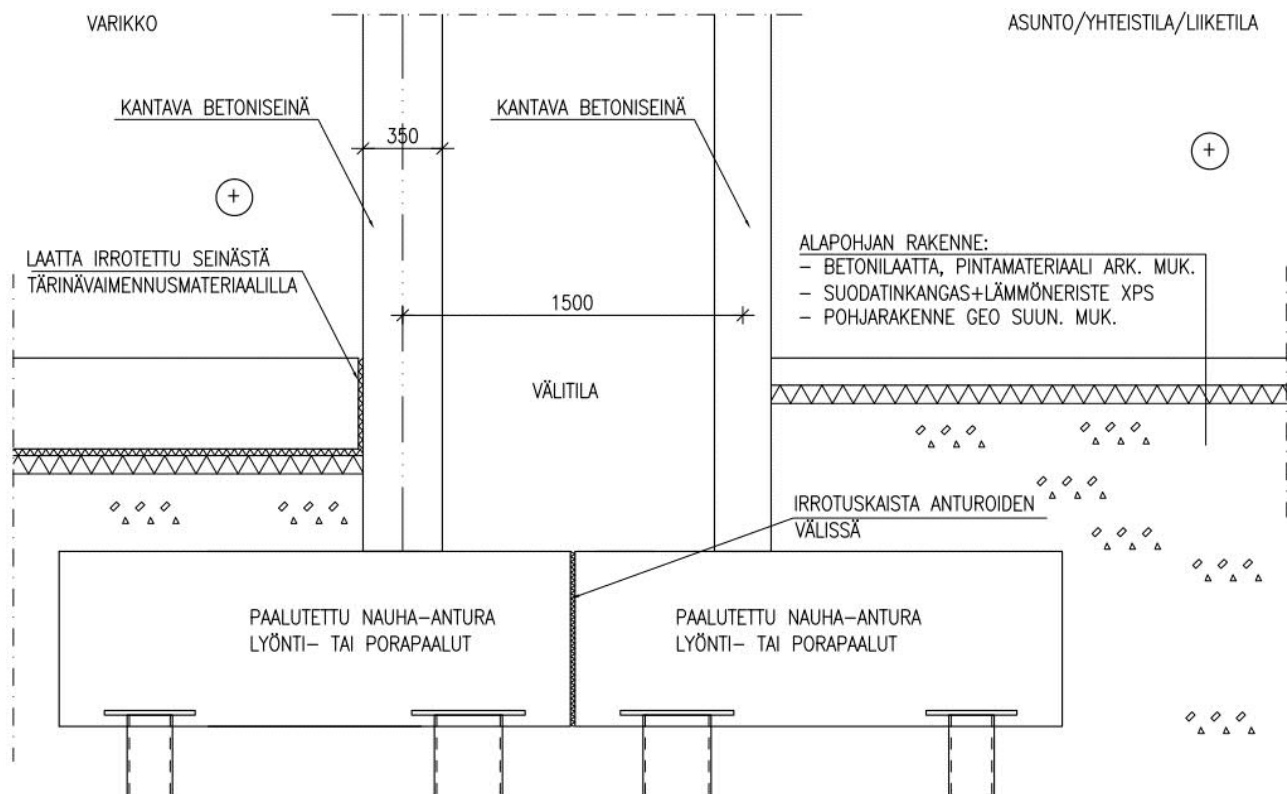 VARIKKO
ASUNTO/YHTEISTILA/LIIKETILA
KANTAVA BETONISEINÄ
KANTAVA BETONISEINÄ
350
+
+
LAATTA IRROTETTU SEINÄSTÄ
TÄRINÄVAIMENNUSMATERIAALILLA
ALAPOHJAN RAKENNE:
- BETONILAATTA, PINTAMATERIAALI ARK. MUK.
- SUODATINKANGAS+LÄMMÖNERISTE XPS
- POHJARAKENNE GEO SUUN. MUK.
1500
VÄLITILA
IRROTUSKAISTA ANTUROIDEN
VÄLISSÄ
PAALUTETTU NAUHA-ANTURA
LYÖNTI- TAI PORAPAALUT
PAALUTETTU NAUHA-ANTURA
LYÖNTI- TAI PORAPAALUT